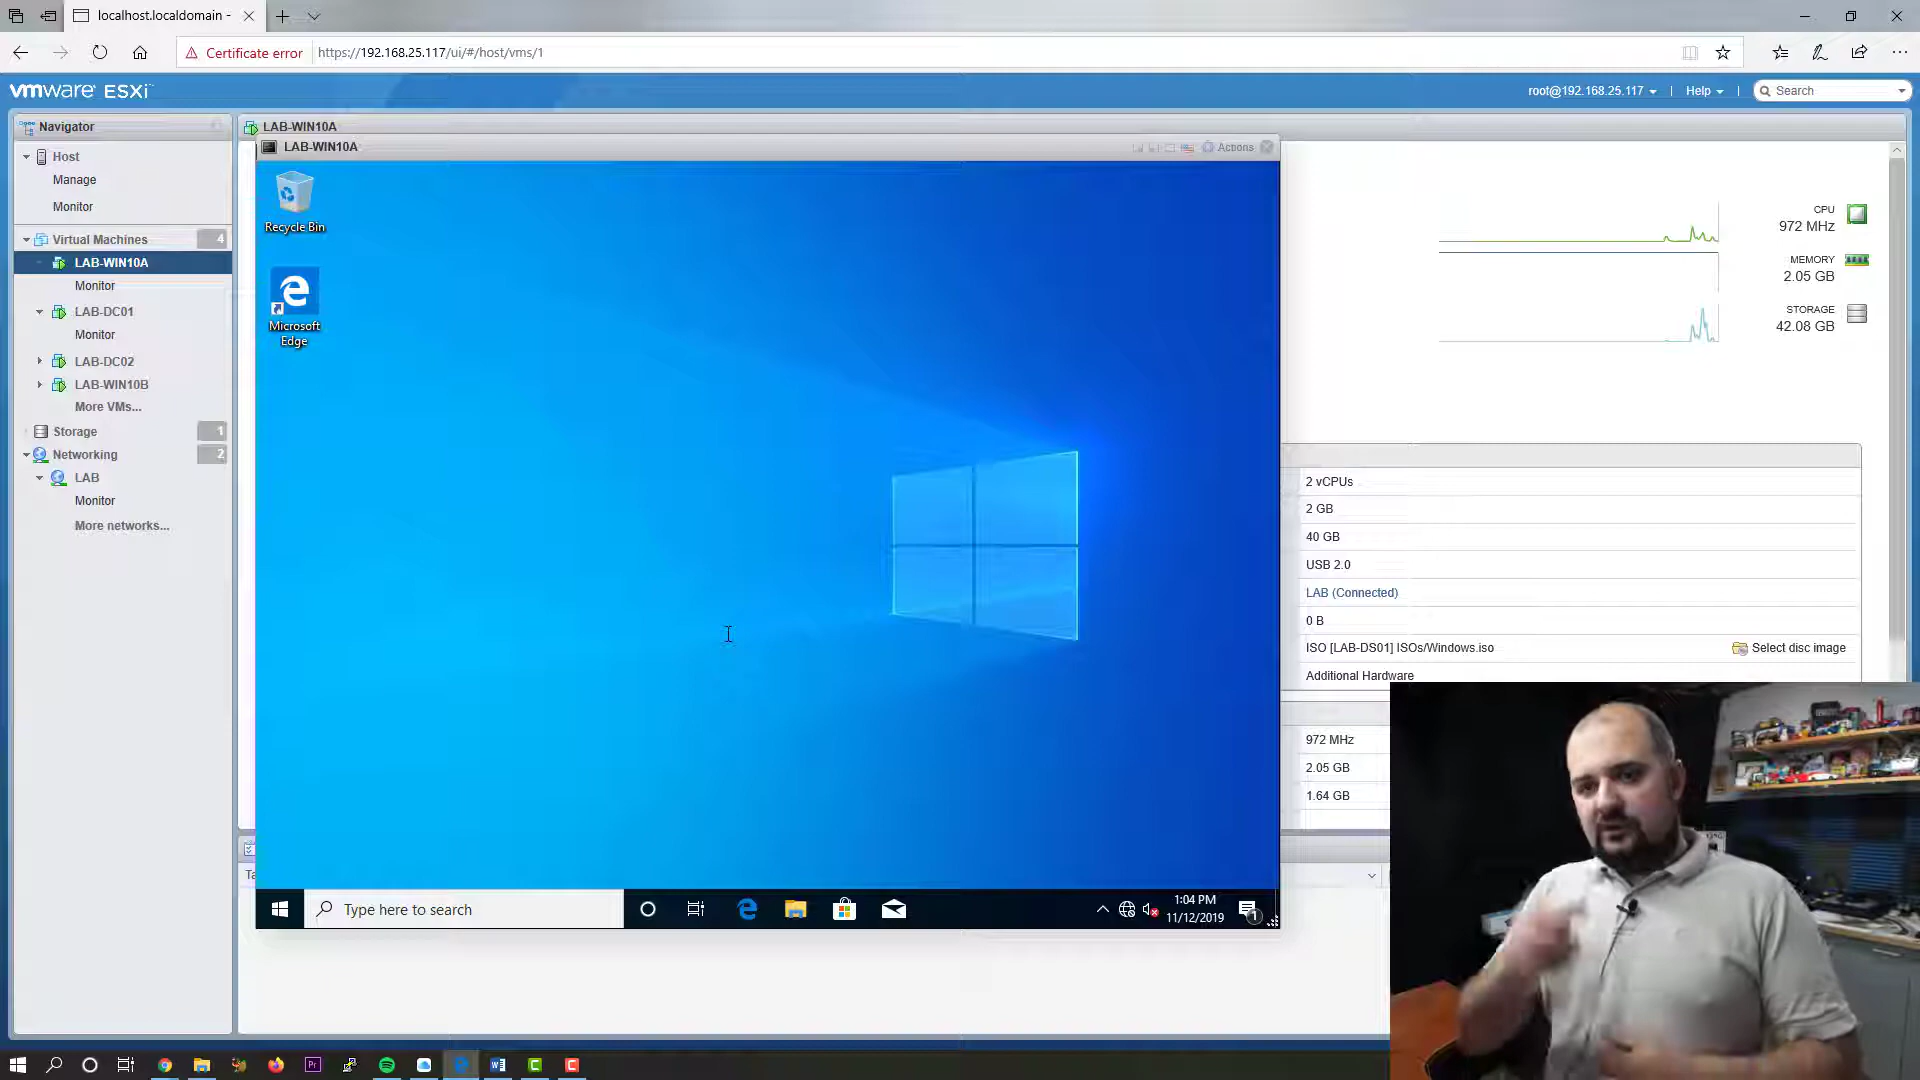 localhost.localdomain -
Certificate error
https://192.168.25.117/ui/#/host/vms/1
vmware ESXi
root@192.168.25.117
Help
Search
Navigator
Host
Manage
Monitor
Virtual Machines 4
LAB-WIN10A
Monitor
LAB-DC01
Monitor
LAB-DC02
LAB-WIN10B
More VMs...
Storage 1
Networking 2
LAB
Monitor
More networks...
LAB-WIN10A
LAB-WIN10A
Actions
Recycle Bin
Microsoft
Edge
Type here to search
1:04 PM
11/12/2019
1
CPU
972 MHz
MEMORY
2.05 GB
STORAGE
42.08 GB
2 vCPUs
2 GB
40 GB
USB 2.0
LAB (Connected)
0 B
ISO [LAB-DS01] ISOs/Windows.iso
Select disc image
Additional Hardware
972 MHz
2.05 GB
1.64 GB